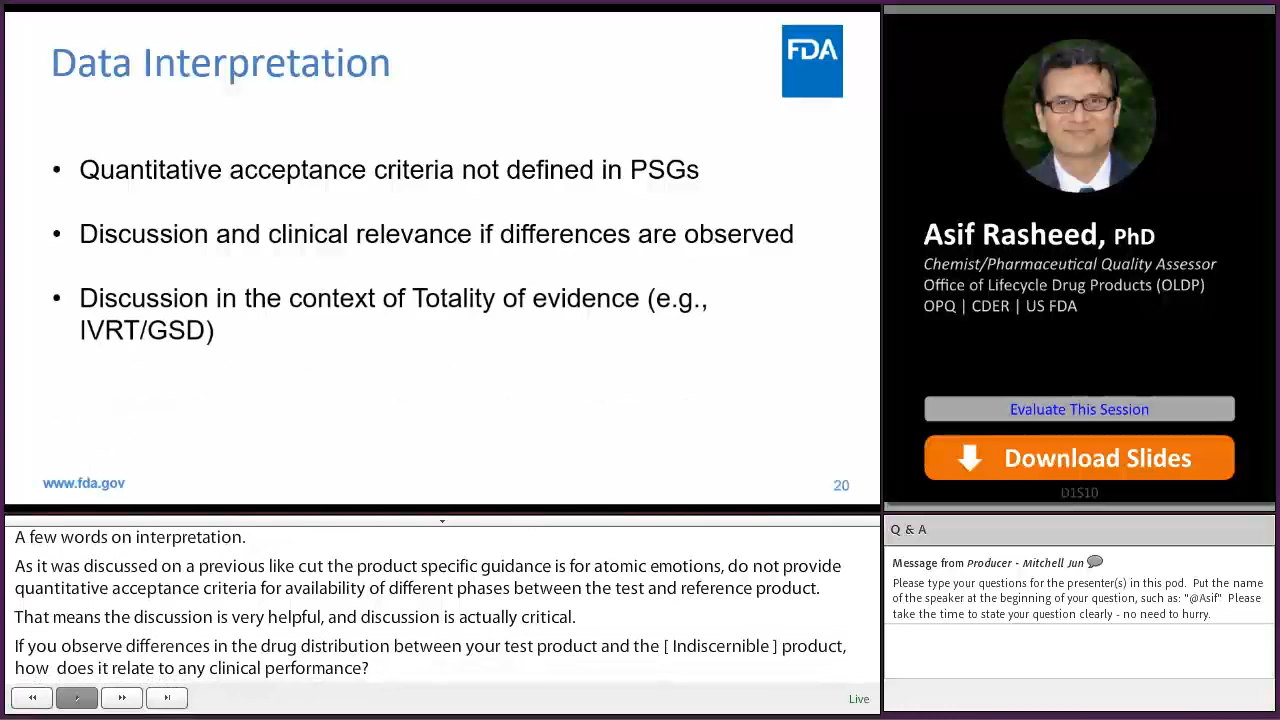 Data Interpretation
FDA
• Quantitative acceptance criteria not defined in PSGs
• Discussion and clinical relevance if differences are observed
• Discussion in the context of Totality of evidence (e.g.,
IVRT/GSD)
www.fda.gov
20
Asif Rasheed, PhD
Chemist/Pharmaceutical Quality Assessor
Office of Lifecycle Drug Products (OLDP)
OPQ | CDER | US FDA
Evaluate This Session
Download Slides
D1S10
A few words on interpretation.
As it was discussed on a previous like cut the product specific guidance is for atomic emotions, do not provide
quantitative acceptance criteria for availability of different phases between the test and reference product.
That means the discussion is very helpful, and discussion is actually critical.
If you observe differences in the drug distribution between your test product and the [ Indiscernible ] product,
how does it relate to any clinical performance?
Live
Q & A
Message from Producer - Mitchell Jun
Please type your questions for the presenter(s) in this pod. Put the name
of the speaker at the beginning of your question, such as: "@Asif" Please
take the time to state your question clearly - no need to hurry.